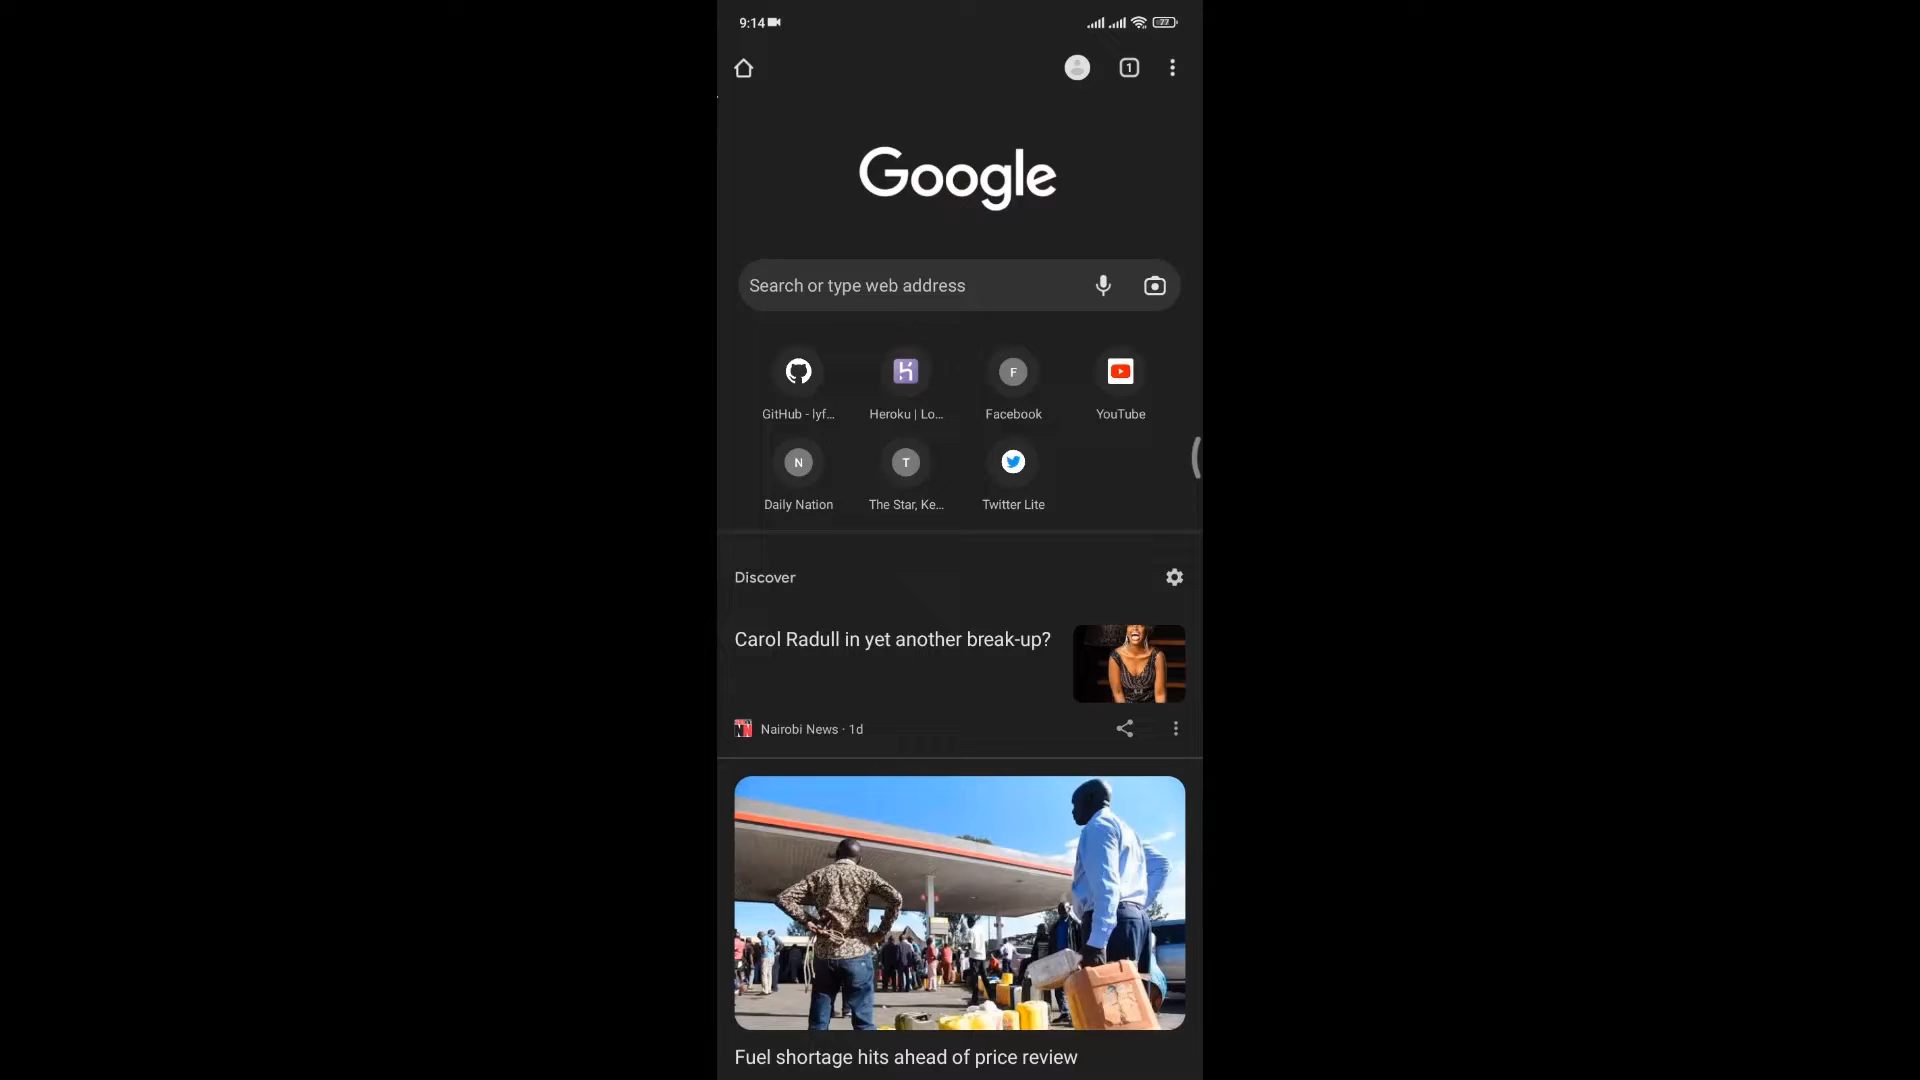 9:14
77
1
Google
Search or type web address
GitHub - lyf...
Heroku | Lo...
F
Facebook
YouTube
N
Daily Nation
T
The Star, Ke...
Twitter Lite
Discover
Carol Radull in yet another break-up?
N
Nairobi News · 1d
Fuel shortage hits ahead of price review